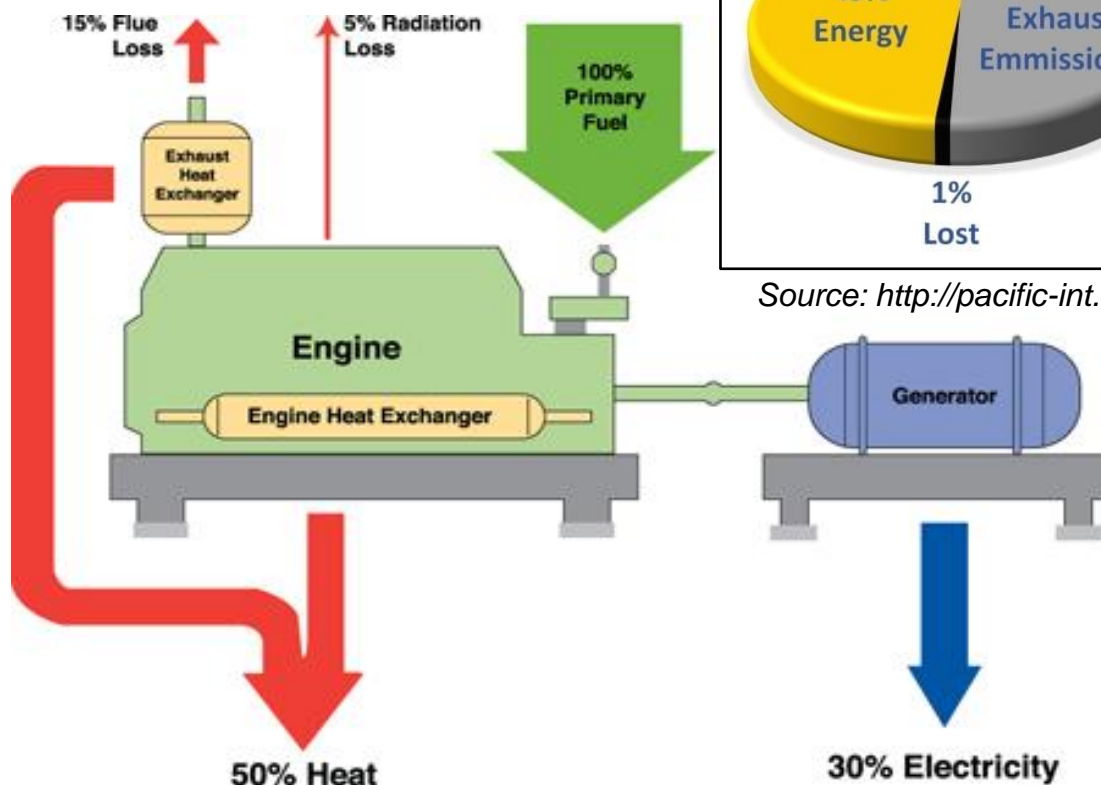 15% Flue
Loss
5% Radiation
Loss
100%
Primary
Fuel
Energy
1%
Lost
Source: http://pacific-int.
Exhaust
Heat
Exchanger
Engine
Engine Heat Exchanger
Generator
50% Heat
30% Electricity